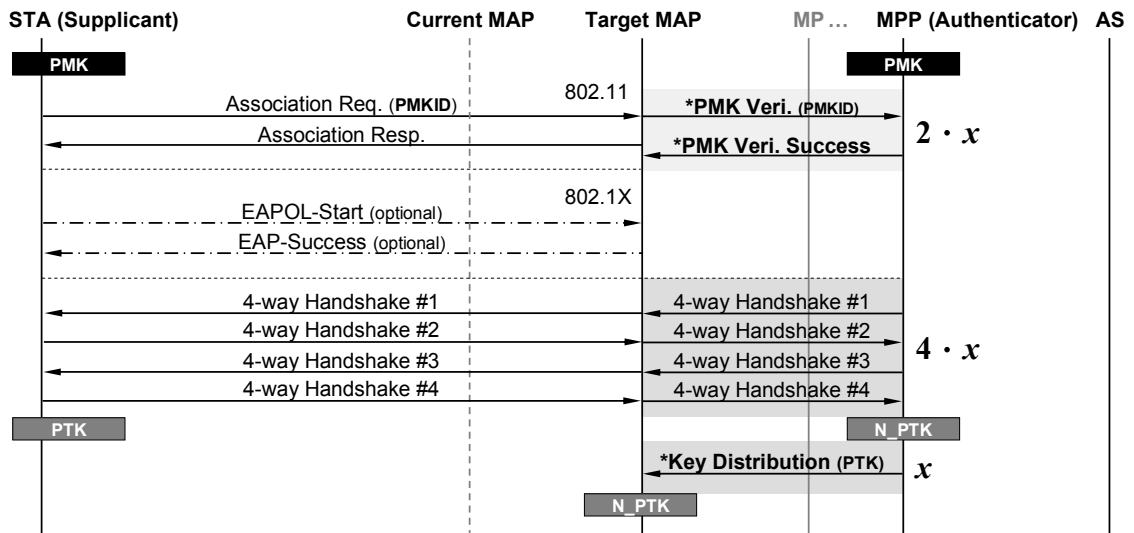 STA (Supplicant) Current MAP Target MAP MP ... MPP (Authenticator) AS
PMK PMK
802.11
Association Req. (PMKID) *PMK Veri. (PMKID)
2 · x
Association Resp. *PMK Veri. Success
802.1X
EAPOL-Start (optional)
EAP-Success (optional)
4-way Handshake #1 4-way Handshake #1
4-way Handshake #2 4-way Handshake #2
4 · x
4-way Handshake #3 4-way Handshake #3
4-way Handshake #4 4-way Handshake #4
PTK N_PTK
*Key Distribution (PTK) x
N_PTK